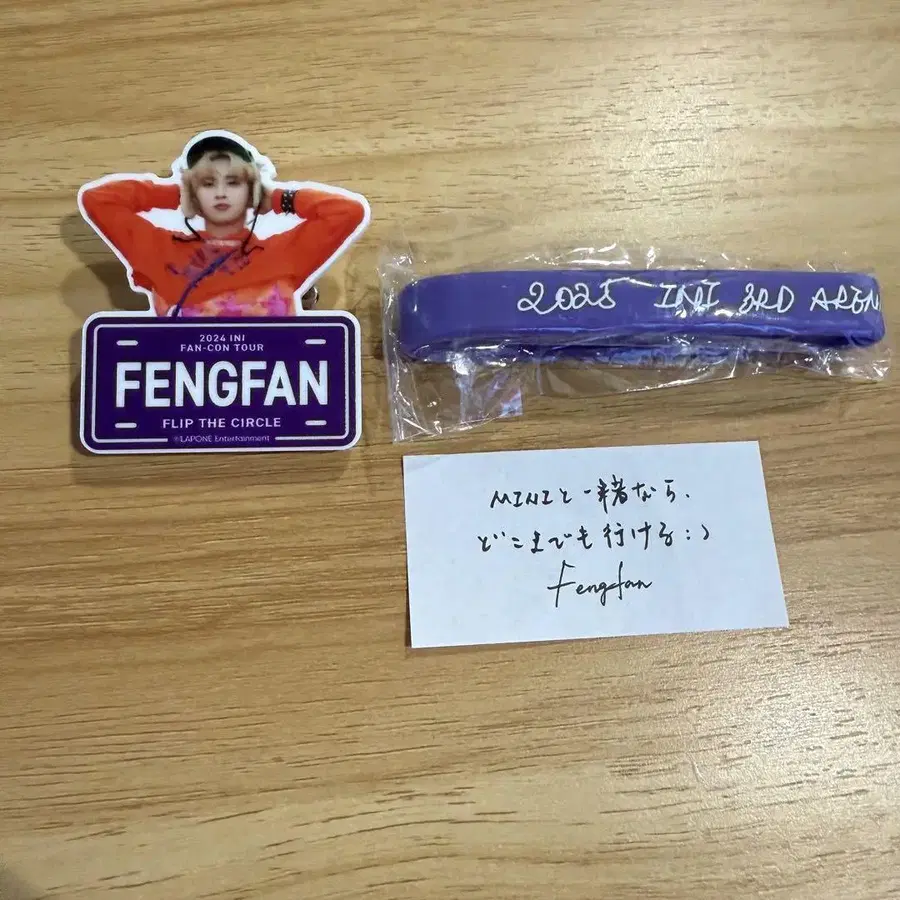 2024 INI
FAN-CON TOUR
FENGFAN
FLIP THE CIRCLE
©LAPONE Entertainment
2025 INI 3RD AREN
MINIと一緒なら、
どこまでも行ける:)
Fengfan